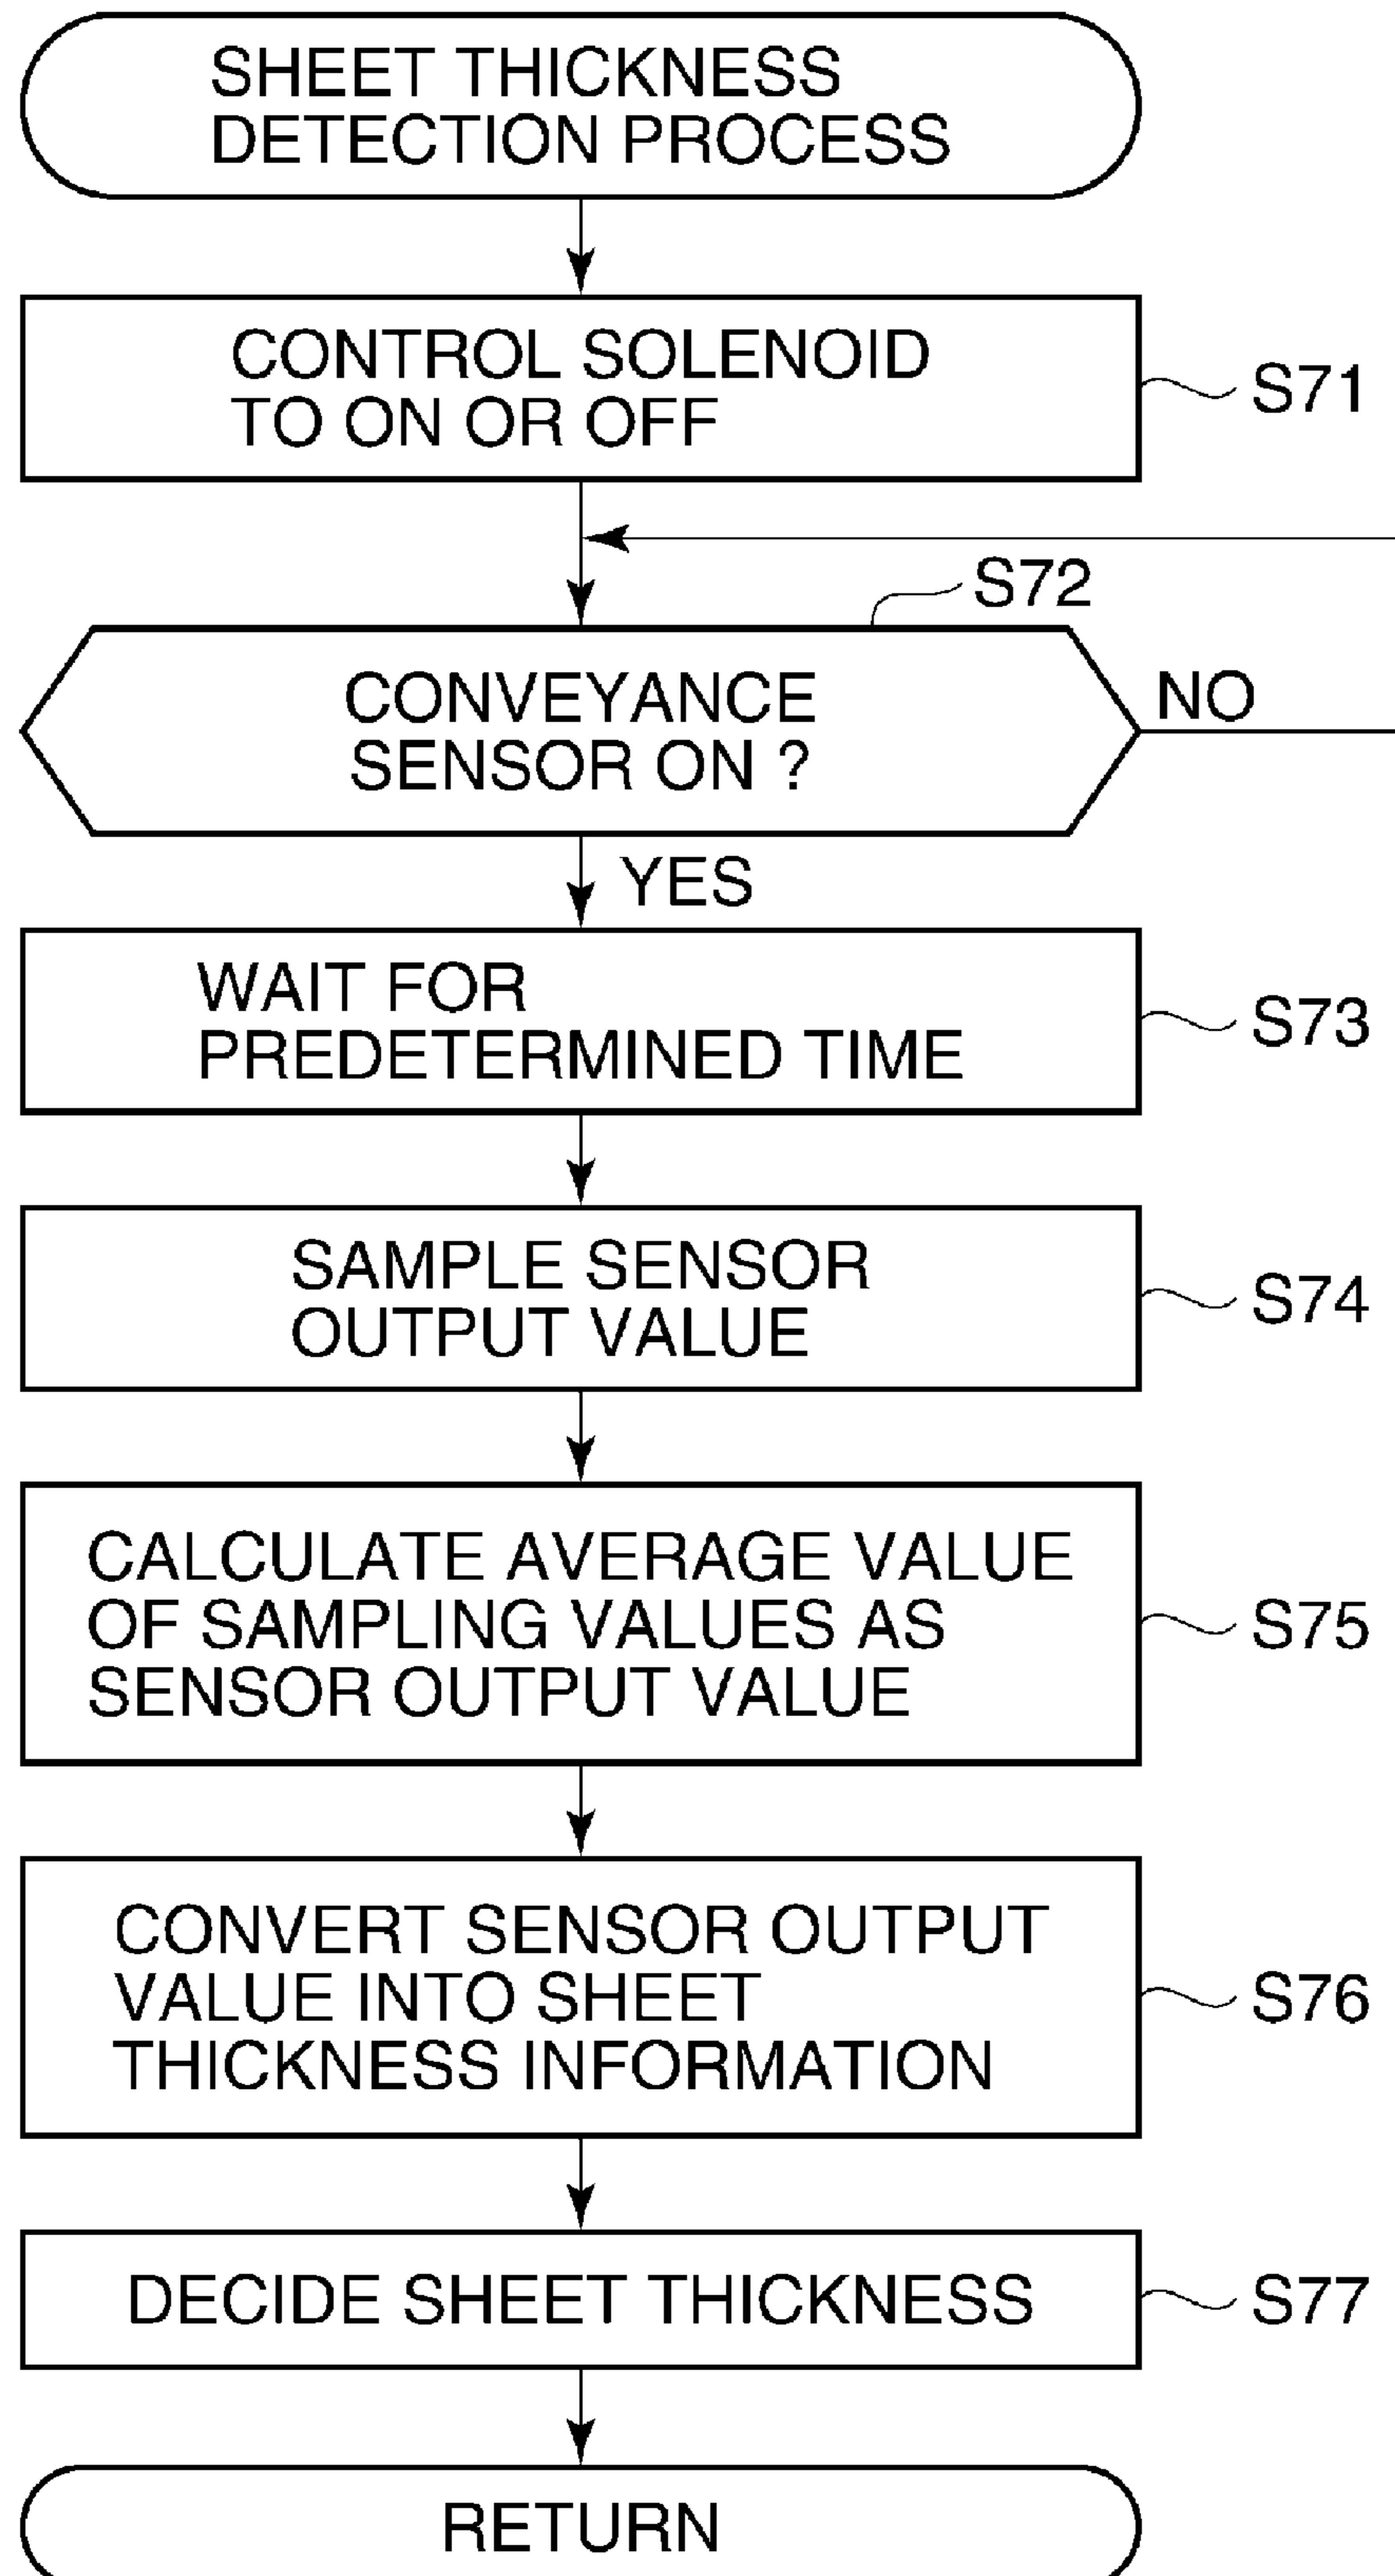 SHEET THICKNESS
DETECTION PROCESS
CONTROL SOLENOID
TO ON OR OFF
S71
S72
CONVEYANCE
SENSOR ON ?
NO
YES
WAIT FOR
PREDETERMINED TIME
S73
SAMPLE SENSOR
OUTPUT VALUE
S74
CALCULATE AVERAGE VALUE
OF SAMPLING VALUES AS
SENSOR OUTPUT VALUE
S75
CONVERT SENSOR OUTPUT
VALUE INTO SHEET
THICKNESS INFORMATION
S76
DECIDE SHEET THICKNESS
S77
RETURN